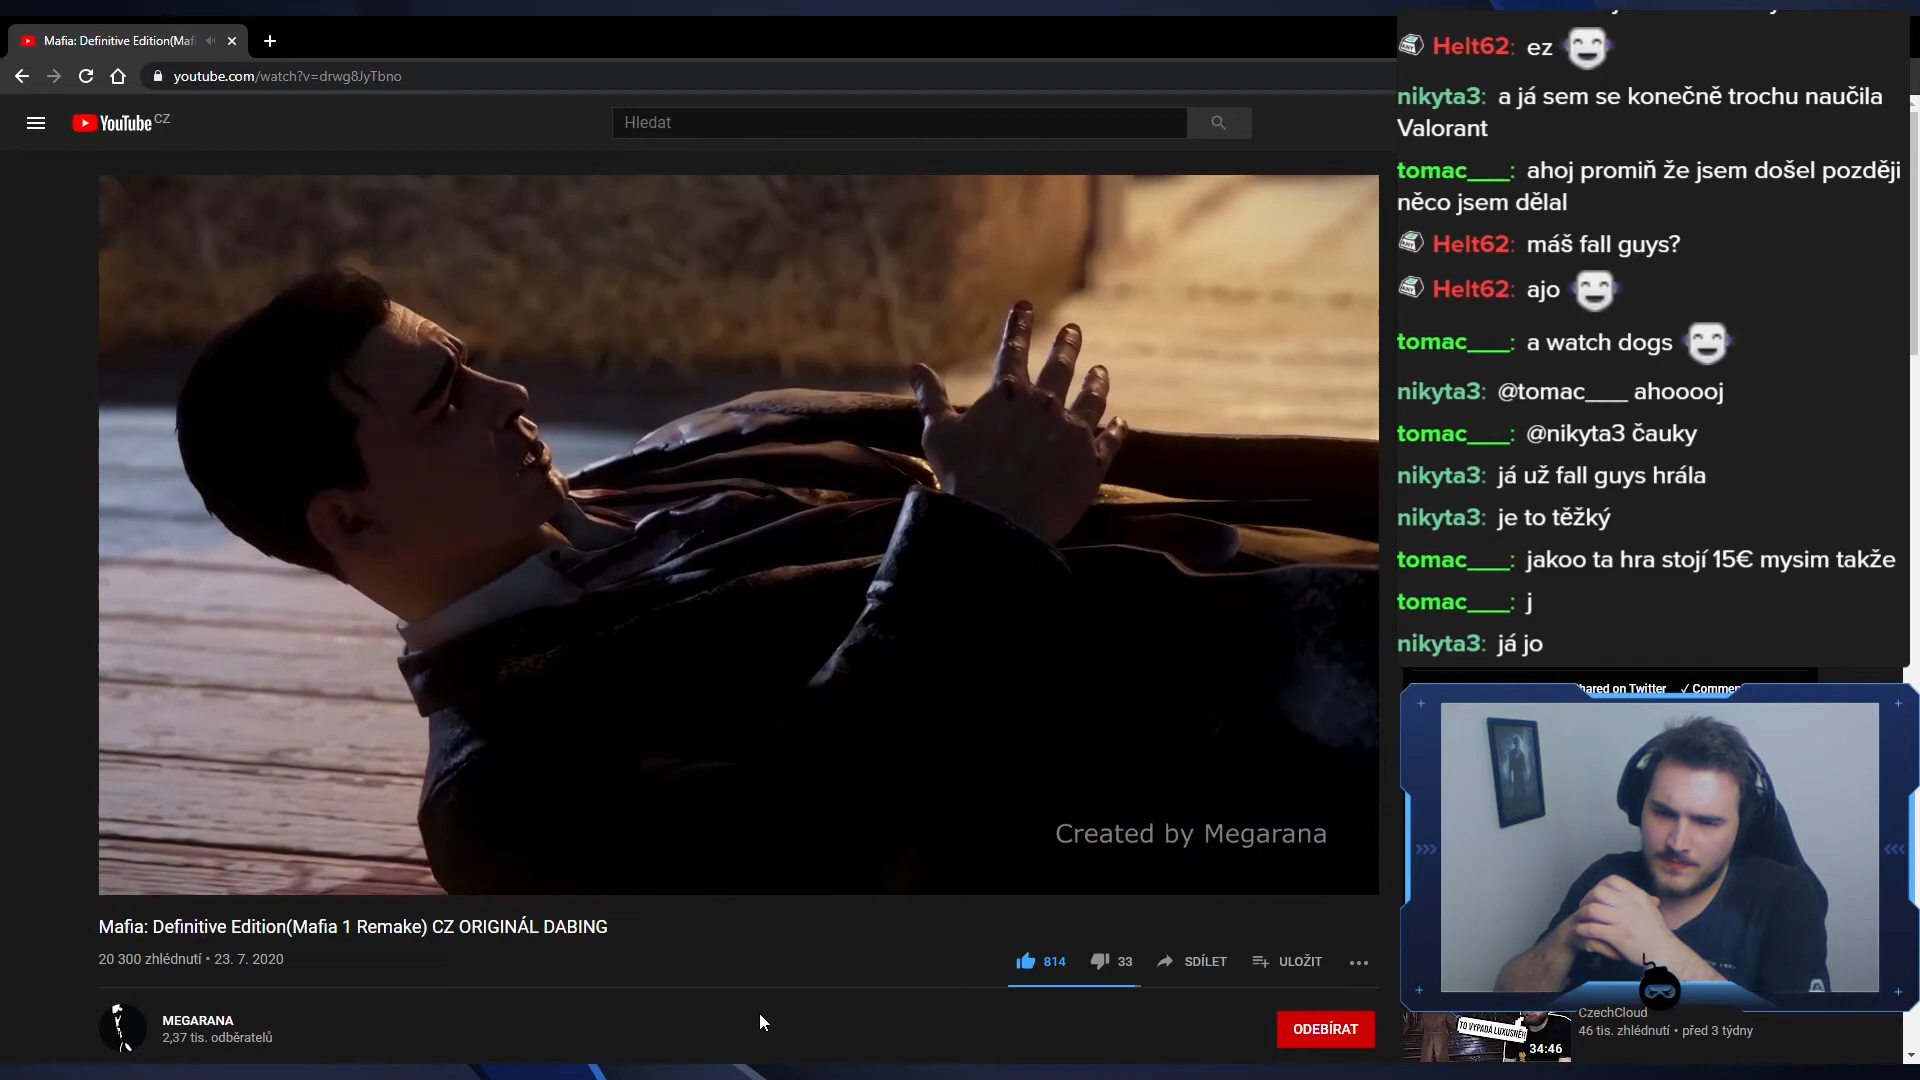 Mafia: Definitive Edition(Maf
youtube.com/watch?v=drwg8JyTbno
YouTube CZ
Hledat
Created by Megarana
Mafia: Definitive Edition(Mafia 1 Remake) CZ ORIGINÁL DABING
20 300 zhlédnutí • 23. 7. 2020
814
33
SDÍLET
ULOŽIT
MEGARANA
2,37 tis. odběratelů
ODEBÍRAT
Helt62: ez
nikyta3: a já sem se konečně trochu naučila
Valorant
tomac___: ahoj promiň že jsem došel později
něco jsem dělal
Helt62: máš fall guys?
Helt62: ajo
tomac___: a watch dogs
nikyta3: @tomac___ ahooooj
tomac___: @nikyta3 čauky
nikyta3: já už fall guys hrála
nikyta3: je to těžký
tomac___: jakoo ta hra stojí 15€ mysim takže
tomac___: j
nikyta3: já jo
hared on Twitter ✓ Commen
TO VYPADÁ LUXUSNĚ!!
34:46
CzechCloud
46 tis. zhlédnutí • před 3 týdny